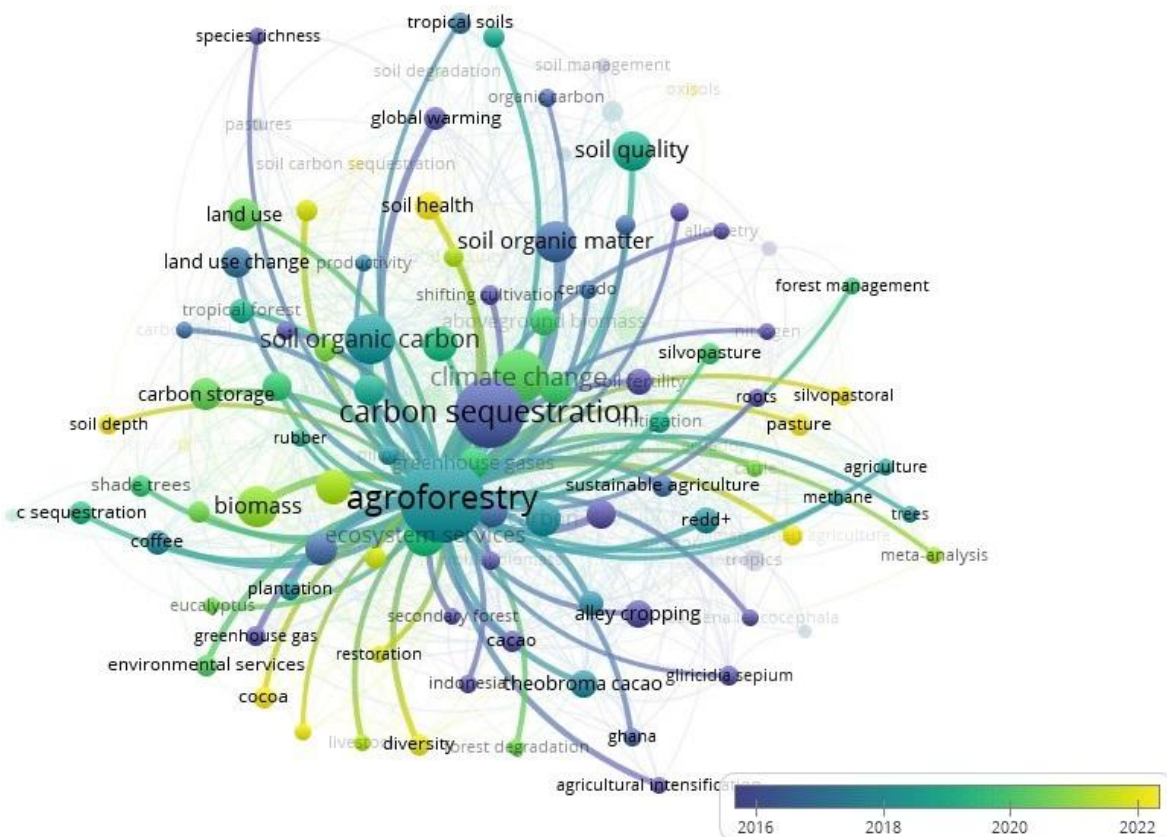 tropical soils
species richness
soil management
soil degradation
oxisols
organic carbon
global warming
pastures
soil quality
soil carbon sequestration
soil health
land use
allometry
soil organic matter
land use change
productivity
forest management
cerrado
shifting cultivation
tropical forest
aboveground biomass
nitrogen
soil organic carbon
silvopasture
climate change
soil fertility
carbon storage
roots
silvopastoral
carbon sequestration
mitigation
soil depth
pasture
rubber
greenhouse gases
agriculture
shade trees
sustainable agriculture
agroforestry
methane
biomass
c sequestration
trees
redd+
ecosystem services
agriculture
coffee
meta-analysis
tropics
plantation
eucalyptus
alley cropping
secondary forest
cocephala
greenhouse gas
cacao
restoration
environmental services
gliricidia sepium
indonesia
theobroma cacao
cocoa
ghana
diversity
forest degradation
agricultural intensific
2016 2018 2020 2022